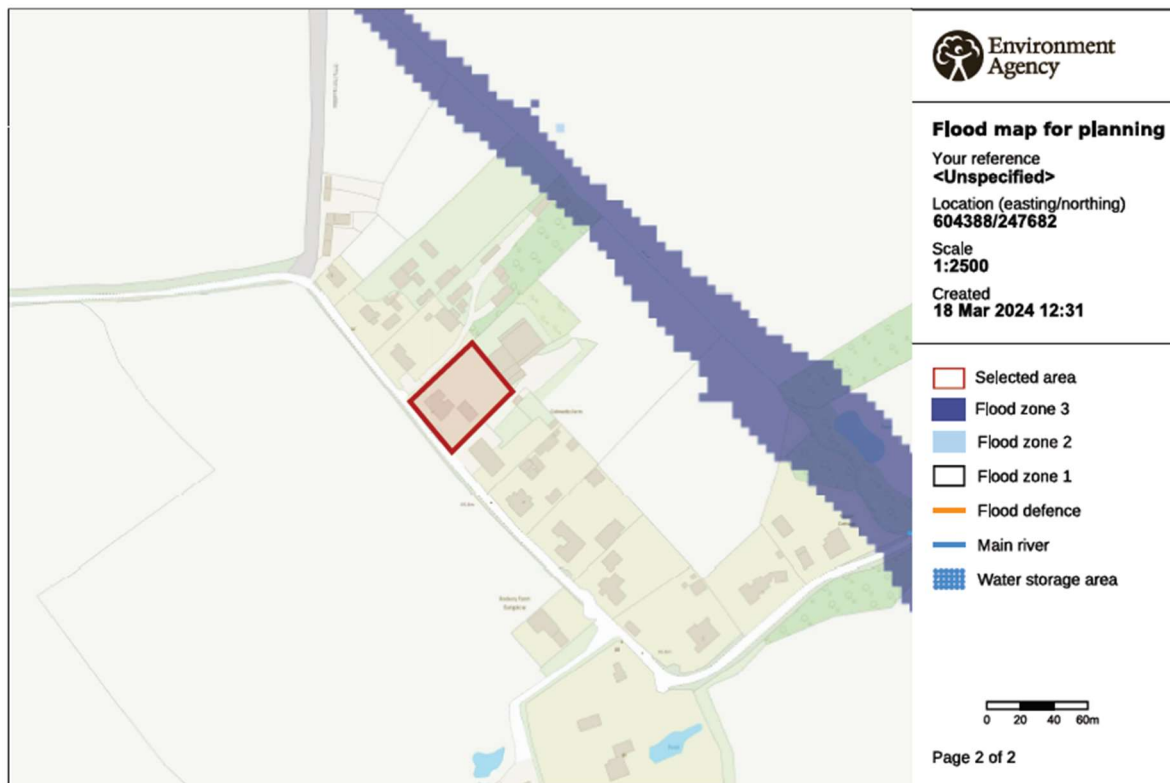 Environment
Agency
Flood map for planning
Your reference
<Unspecified>
Location (easting/northing)
604388/247682
Scale
1:2500
Created
18 Mar 2024 12:31
Selected area
Flood zone 3
Flood zone 2
Flood zone 1
Flood defence
Main river
Water storage area
0 20 40 60m
Page 2 of 2